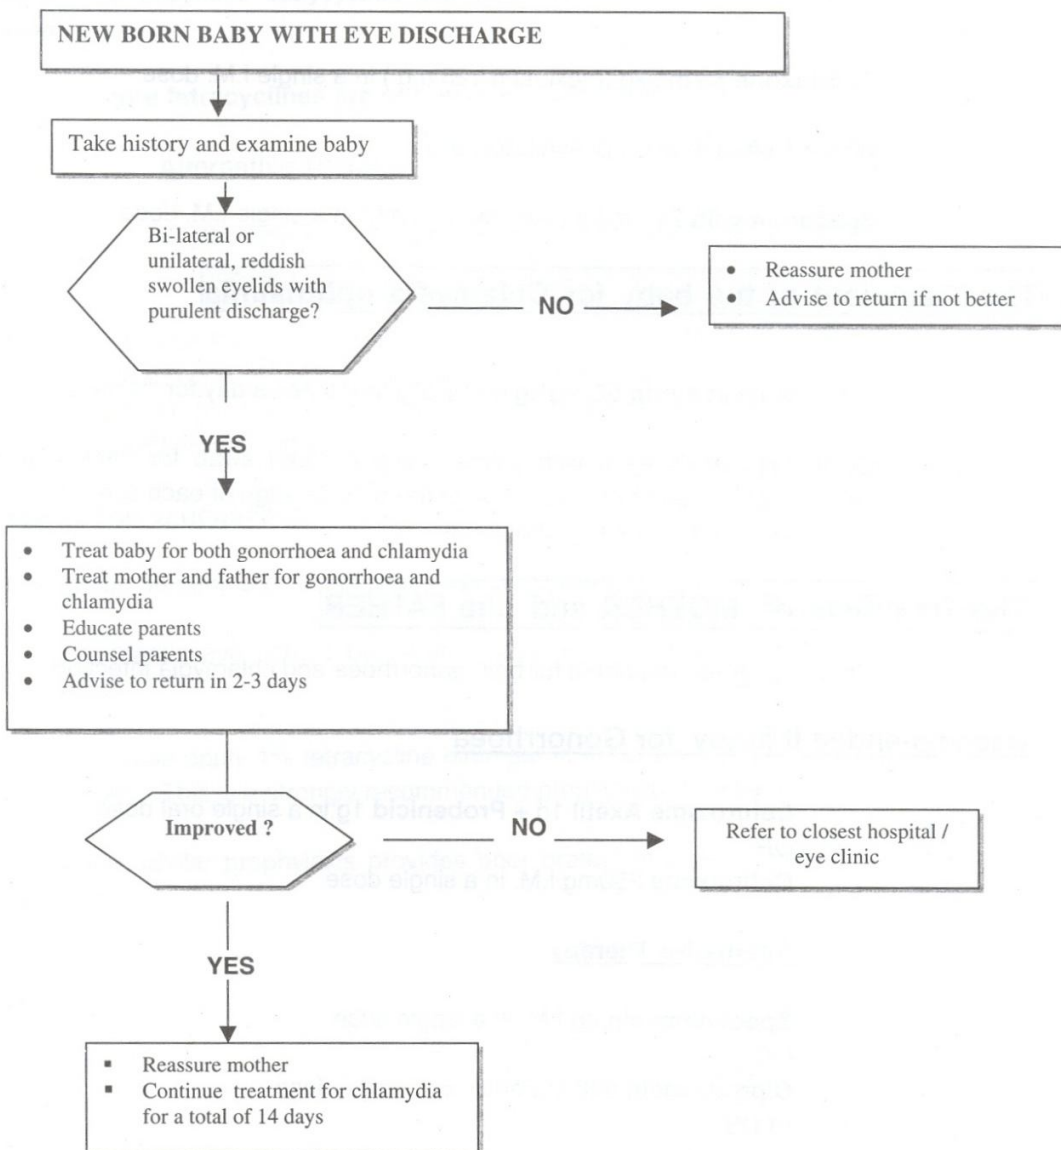 NEW BORN BABY WITH EYE DISCHARGE
Take history and examine baby
Bi-lateral or
unilateral, reddish
swollen eyelids with
purulent discharge?
NO
• Reassure mother
• Advise to return if not better
YES
• Treat baby for both gonorrhoea and chlamydia
• Treat mother and father for gonorrhoea and
chlamydia
• Educate parents
• Counsel parents
• Advise to return in 2-3 days
Improved ?
NO
Refer to closest hospital /
eye clinic
YES
▪ Reassure mother
▪ Continue treatment for chlamydia
for a total of 14 days